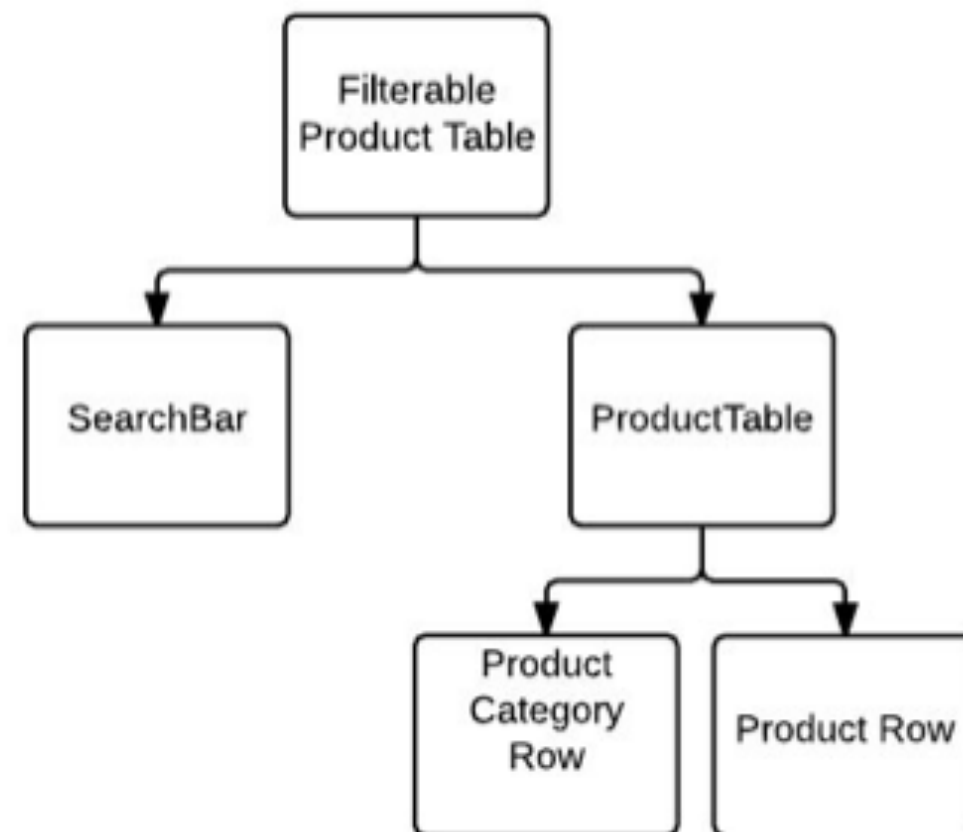 Filterable
Product Table
SearchBar
ProductTable
Product
Category
Row
Product Row